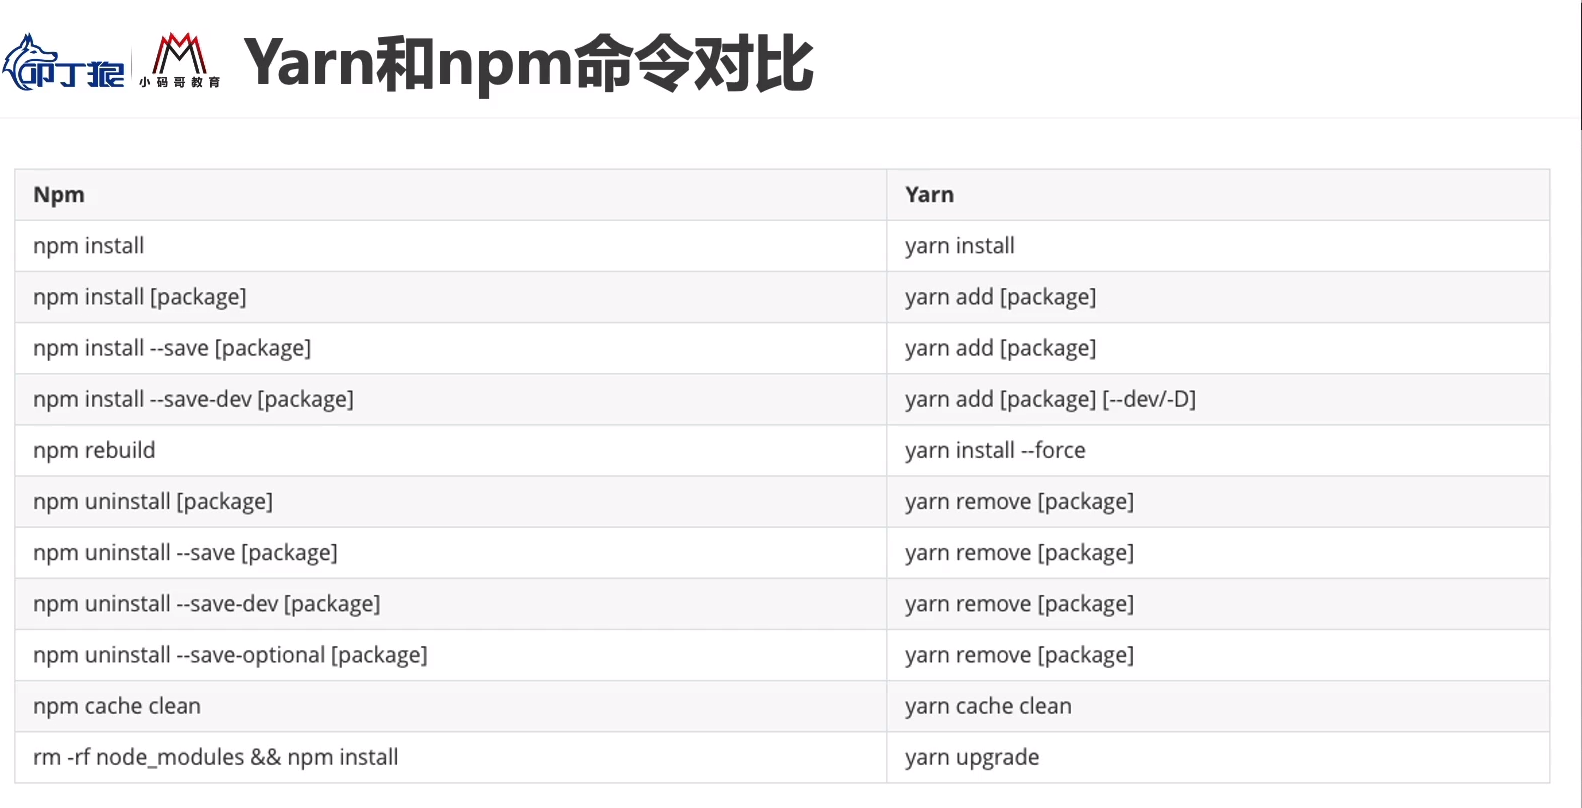 叩丁狼
小码哥教育
Yarn和npm命令对比
Npm Yarn
npm install yarn install
npm install [package] yarn add [package]
npm install --save [package] yarn add [package]
npm install --save-dev [package] yarn add [package] [--dev/-D]
npm rebuild yarn install --force
npm uninstall [package] yarn remove [package]
npm uninstall --save [package] yarn remove [package]
npm uninstall --save-dev [package] yarn remove [package]
npm uninstall --save-optional [package] yarn remove [package]
npm cache clean yarn cache clean
rm -rf node_modules && npm install yarn upgrade